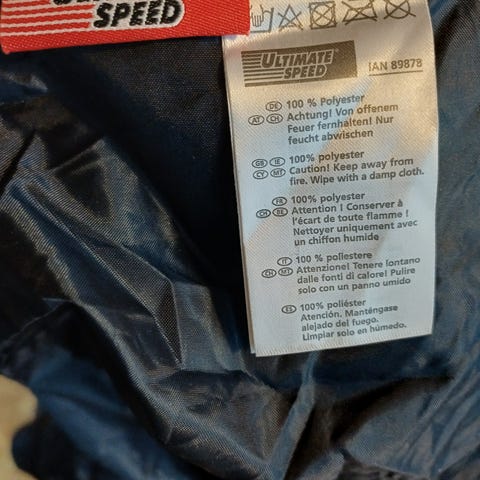 SPEED
ULTIMATE
SPEED
IAN 89878
DE 100 % Polyester
AT CH Achtung! Von offenem
Feuer fernhalten! Nur
feucht abwischen
GB IE 100% polyester
CY MT Caution! Keep away from
fire. Wipe with a damp cloth.
FR 100% polyester
CH BE Attention ! Conserver à
l'écart de toute flamme !
Nettoyer uniquement avec
un chiffon humide
IT 100 % poliestere
CH MT Attenzione! Tenere lontano
dalle fonti di calore! Pulire
solo con un panno umido
ES 100% poliéster
Atención. Manténgase
alejado del fuego.
Limpiar solo en húmedo.